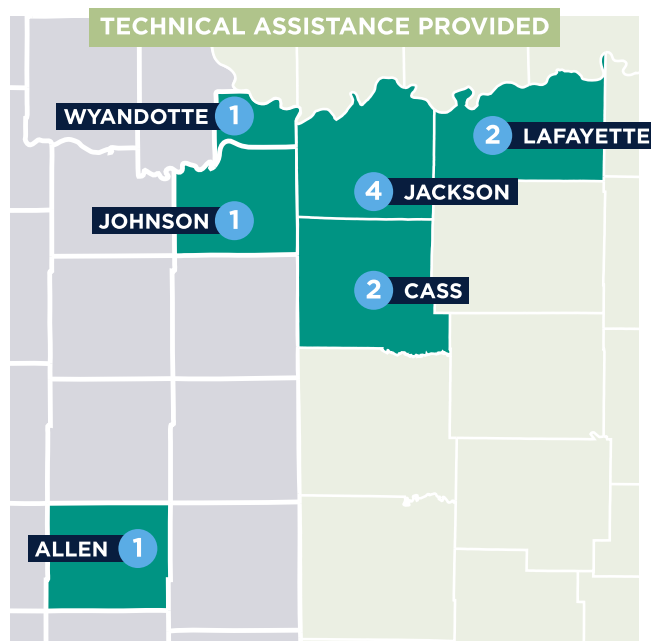 TECHNICAL ASSISTANCE PROVIDED
WYANDOTTE 1
2 LAFAYETTE
4 JACKSON
JOHNSON 1
2 CASS
ALLEN 1